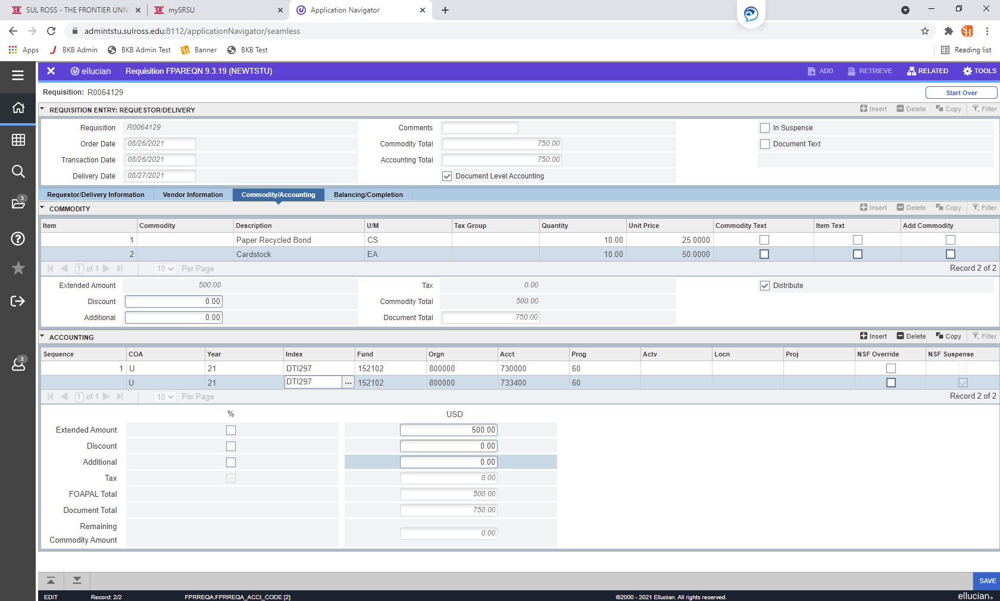 SUL ROSS - THE FRONTIER UNIV
mySRSU
Application Navigator
admintstu.sulross.edu:8112/applicationNavigator/seamless
Apps BKB Admin BKB Admin Test Banner BKB Test Reading list
ellucian Requisition FPAREQN 9.3.19 (NEWTSTU) ADD RETRIEVE RELATED TOOLS
Requisition: R0064129 Start Over
REQUISITION ENTRY: REQUESTOR/DELIVERY Insert Delete Copy Filter
Requisition R0064129 Comments In Suspense
Order Date 08/26/2021 Commodity Total 750.00 Document Text
Transaction Date 08/26/2021 Accounting Total 750.00
Delivery Date 08/27/2021 Document Level Accounting
Requestor/Delivery Information Vendor Information Commodity/Accounting Balancing/Completion
COMMODITY Insert Delete Copy Filter
Item Commodity Description U/M Tax Group Quantity Unit Price Commodity Text Item Text Add Commodity
1 Paper Recycled Bond CS 10.00 25.0000
2 Cardstock EA 10.00 50.0000
1 of 1 10 Per Page Record 2 of 2
Extended Amount 500.00 Tax 0.00 Distribute
Discount 0.00 Commodity Total 500.00
Additional 0.00 Document Total 750.00
ACCOUNTING Insert Delete Copy Filter
Sequence COA Year Index Fund Orgn Acct Prog Actv Locn Proj NSF Override NSF Suspense
1 U 21 DTI297 152102 800000 730000 60
U 21 DTI297 ... 152102 800000 733400 60
1 of 1 10 Per Page Record 2 of 2
% USD
Extended Amount 500.00
Discount 0.00
Additional 0.00
Tax 0.00
FOAPAL Total 500.00
Document Total 750.00
Remaining
Commodity Amount 0.00
3
2
SAVE
EDIT Record: 2/2 FPRREQA.FPRREQA_ACCI_CODE [2] ©2000 - 2021 Ellucian. All rights reserved. ellucian